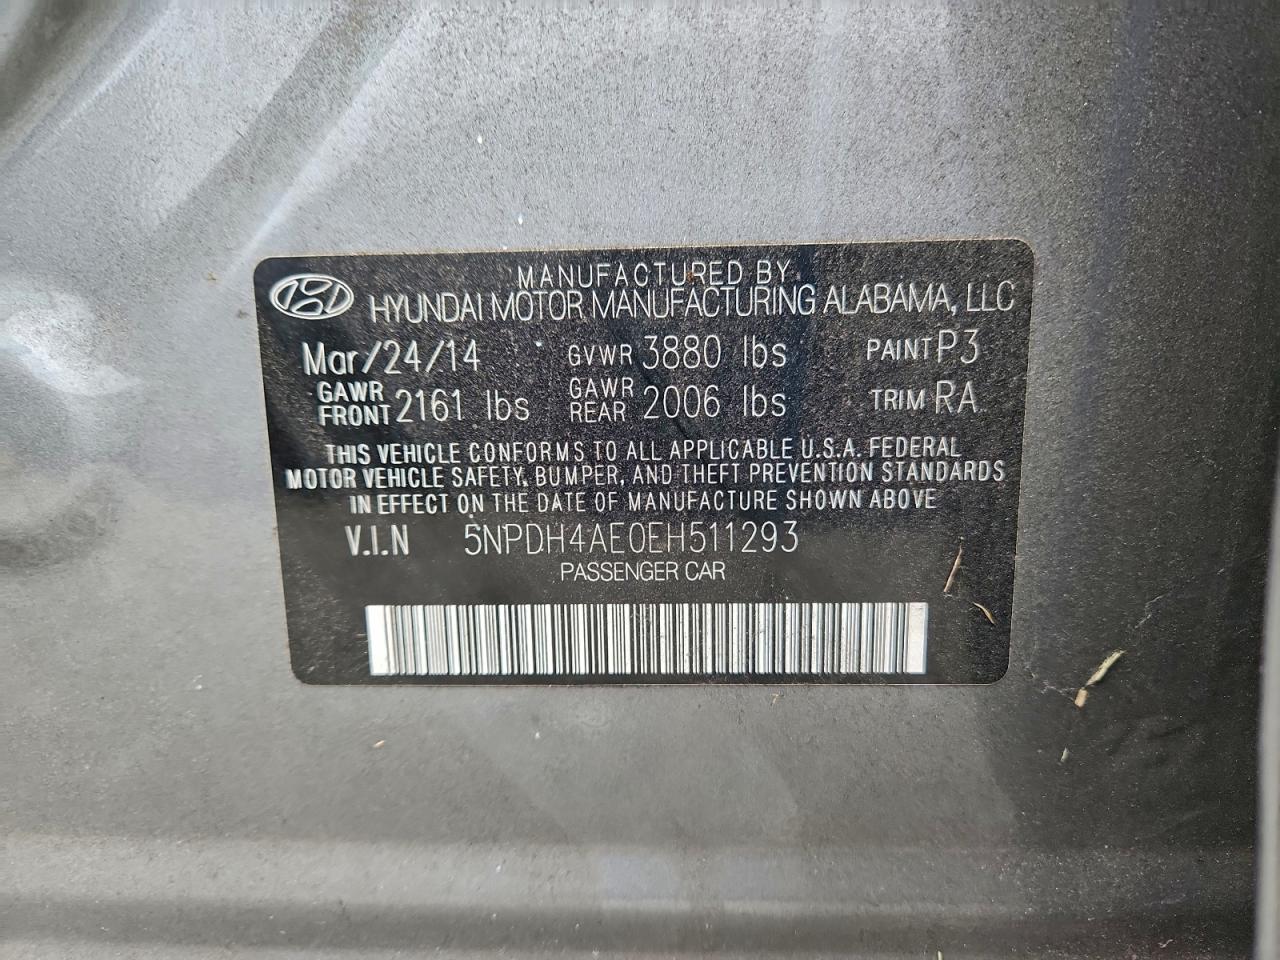 MANUFACTURED BY
HYUNDAI MOTOR MANUFACTURING ALABAMA, LLC
Mar/24/14 GVWR 3880 lbs PAINT P3
GAWR FRONT 2161 lbs GAWR REAR 2006 lbs TRIM RA
THIS VEHICLE CONFORMS TO ALL APPLICABLE U.S.A. FEDERAL
MOTOR VEHICLE SAFETY, BUMPER, AND THEFT PREVENTION STANDARDS
IN EFFECT ON THE DATE OF MANUFACTURE SHOWN ABOVE
V.I.N 5NPDH4AE0EH511293
PASSENGER CAR